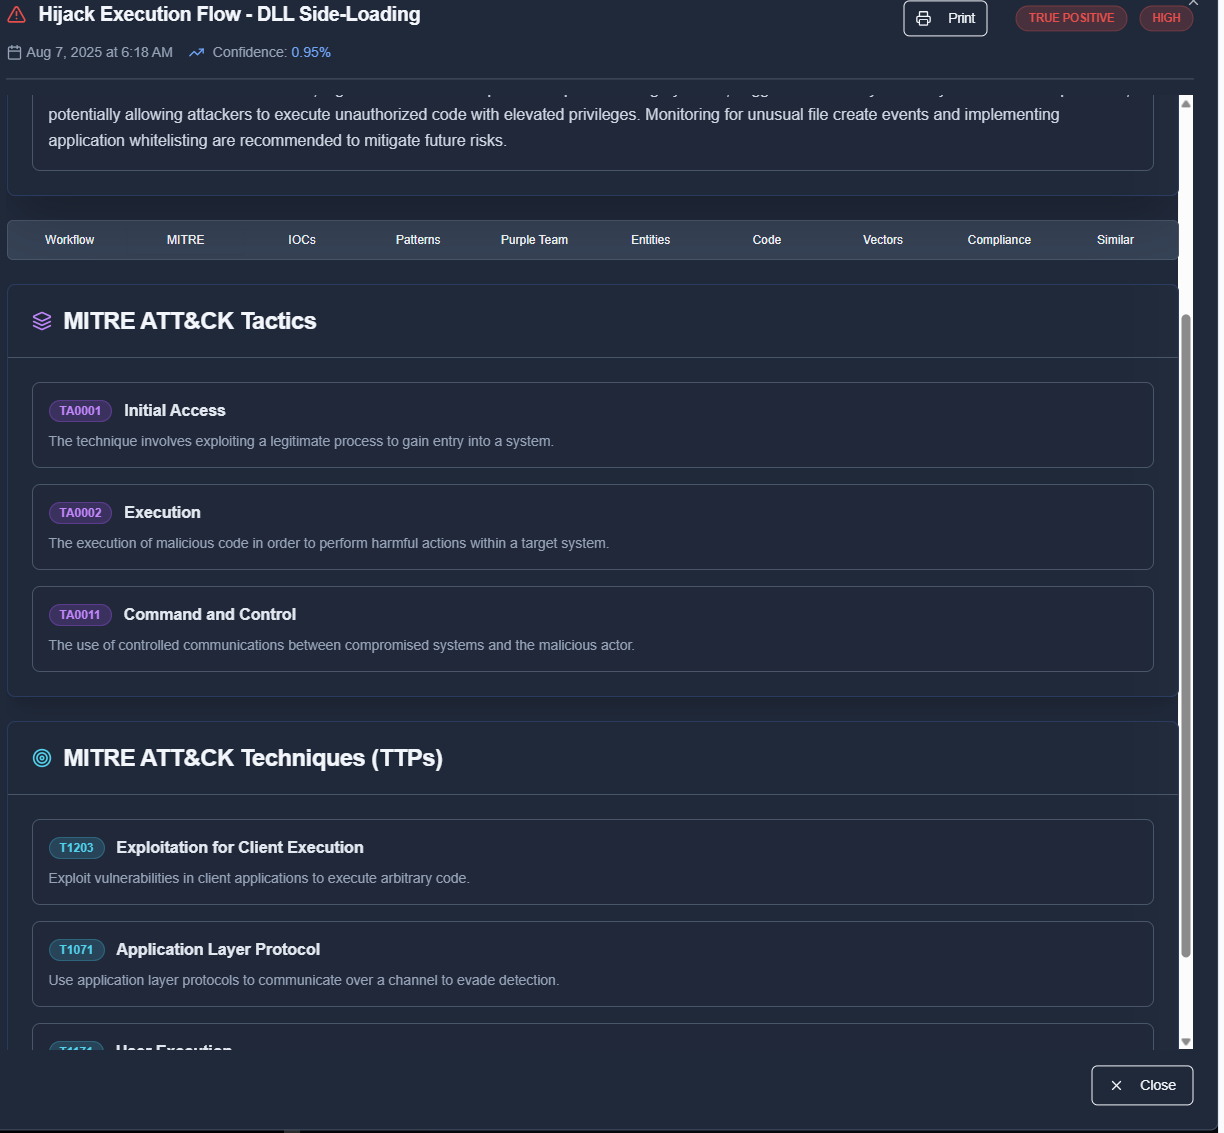 Hijack Execution Flow - DLL Side-Loading
Print
TRUE POSITIVE
HIGH
Aug 7, 2025 at 6:18 AM
Confidence: 0.95%
potentially allowing attackers to execute unauthorized code with elevated privileges. Monitoring for unusual file create events and implementing
application whitelisting are recommended to mitigate future risks.
Workflow
MITRE
IOCs
Patterns
Purple Team
Entities
Code
Vectors
Compliance
Similar
MITRE ATT&CK Tactics
TA0001 Initial Access
The technique involves exploiting a legitimate process to gain entry into a system.
TA0002 Execution
The execution of malicious code in order to perform harmful actions within a target system.
TA0011 Command and Control
The use of controlled communications between compromised systems and the malicious actor.
MITRE ATT&CK Techniques (TTPs)
T1203 Exploitation for Client Execution
Exploit vulnerabilities in client applications to execute arbitrary code.
T1071 Application Layer Protocol
Use application layer protocols to communicate over a channel to evade detection.
User Execution
Close